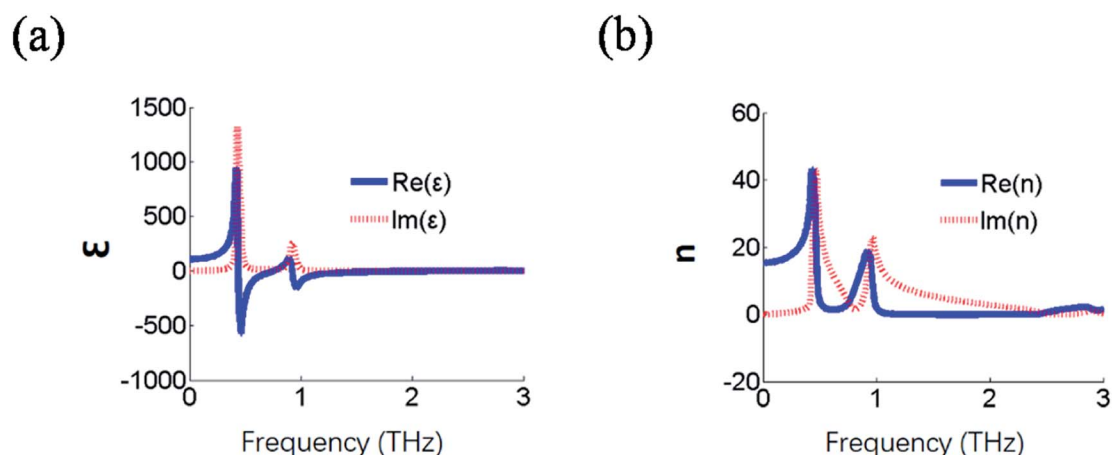 (a)
1500
1000
500
0
-500
-1000
ε
Re(ε)
Im(ε)
0
1
2
3
Frequency (THz)
(b)
60
40
20
0
-20
n
Re(n)
Im(n)
0
1
2
3
Frequency (THz)